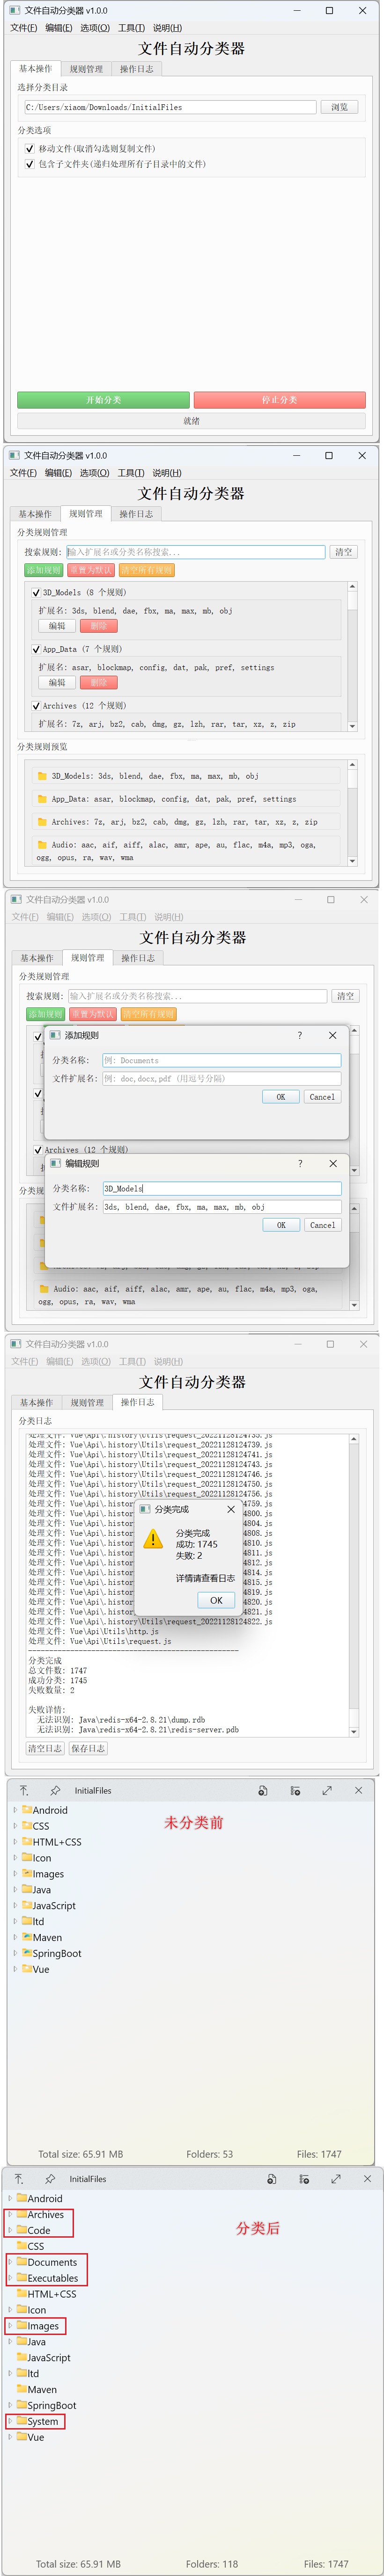 文件自动分类器 v1.0.0
文件(F) 编辑(E) 选项(O) 工具(T) 说明(H)
文件自动分类器
基本操作 规则管理 操作日志
选择分类目录
C:/Users/xiaom/Downloads/InitialFiles 浏览
分类选项
移动文件(取消勾选则复制文件)
包含子文件夹(递归处理所有子目录中的文件)
开始分类 停止分类
就绪
文件自动分类器 v1.0.0
文件(F) 编辑(E) 选项(O) 工具(T) 说明(H)
文件自动分类器
基本操作 规则管理 操作日志
分类规则管理
搜索规则: 输入扩展名或分类名称搜索... 清空
添加规则 重置为默认 清空所有规则
3D_Models (8 个规则)
扩展名: 3ds, blend, dae, fbx, ma, max, mb, obj
编辑 删除
App_Data (7 个规则)
扩展名: asar, blockmap, config, dat, pak, pref, settings
编辑 删除
Archives (12 个规则)
扩展名: 7z, arj, bz2, cab, dmg, gz, lzh, rar, tar, xz, z, zip
分类规则预览
3D_Models: 3ds, blend, dae, fbx, ma, max, mb, obj
App_Data: asar, blockmap, config, dat, pak, pref, settings
Archives: 7z, arj, bz2, cab, dmg, gz, lzh, rar, tar, xz, z, zip
Audio: aac, aif, aiff, alac, amr, ape, au, flac, m4a, mp3, oga,
ogg, opus, ra, wav, wma
文件自动分类器 v1.0.0
文件(F) 编辑(E) 选项(O) 工具(T) 说明(H)
文件自动分类器
基本操作 规则管理 操作日志
分类规则管理
搜索规则: 输入扩展名或分类名称搜索... 清空
添加规则 重置为默认 清空所有规则
添加规则 ?
分类名称: 例: Documents
文件扩展名: 例: doc,docx,pdf (用逗号分隔)
OK Cancel
Archives (12 个规则)
编辑规则 ?
分类规
分类名称: 3D_Models
文件扩展名: 3ds, blend, dae, fbx, ma, max, mb, obj
OK Cancel
Audio: aac, aif, aiff, alac, amr, ape, au, flac, m4a, mp3, oga,
ogg, opus, ra, wav, wma
文件自动分类器 v1.0.0
文件(F) 编辑(E) 选项(O) 工具(T) 说明(H)
文件自动分类器
基本操作 规则管理 操作日志
分类日志
处理文件: Vue\Api\.history\Utils\request_20221128124735.js
处理文件: Vue\Api\.history\Utils\request_20221128124739.js
处理文件: Vue\Api\.history\Utils\request_20221128124741.js
处理文件: Vue\Api\.history\Utils\request_20221128124743.js
处理文件: Vue\Api\.history\Utils\request_20221128124746.js
处理文件: Vue\Api\.history\Utils\request_20221128124750.js
处理文件: Vue\Api\.history\Utils\request_20221128124756.js
处理文件: Vue\Api\ 4759.js
处理文件: Vue\Api\ 4800.js
处理文件: Vue\Api\ 4804.js
处理文件: Vue\Api\ 4808.js
处理文件: Vue\Api\ 4810.js
处理文件: Vue\Api\ 4811.js
处理文件: Vue\Api\ 4812.js
处理文件: Vue\Api\ 4814.js
处理文件: Vue\Api\ 4815.js
处理文件: Vue\Api\ 4819.js
处理文件: Vue\Api\ 4820.js
处理文件: Vue\Api\ 4821.js
处理文件: Vue\Api\.history\Utils\request_20221128124822.js
处理文件: Vue\Api\Utils\http.js
处理文件: Vue\Api\Utils\request.js
--------------------------------------------------
分类完成
总文件数: 1747
成功分类: 1745
失败数量: 2
失败详情:
无法识别: Java\redis-x64-2.8.21\dump.rdb
无法识别: Java\redis-x64-2.8.21\redis-server.pdb
分类完成
分类完成
成功: 1745
失败: 2
详情请查看日志
OK
清空日志 保存日志
InitialFiles
未分类前
Android
CSS
HTML+CSS
Icon
Images
Java
JavaScript
ltd
Maven
SpringBoot
Vue
Total size: 65.91 MB Folders: 53 Files: 1747
InitialFiles
分类后
Android
Archives
Code
CSS
Documents
Executables
HTML+CSS
Icon
Images
Java
JavaScript
ltd
Maven
SpringBoot
System
Vue
Total size: 65.91 MB Folders: 118 Files: 1747